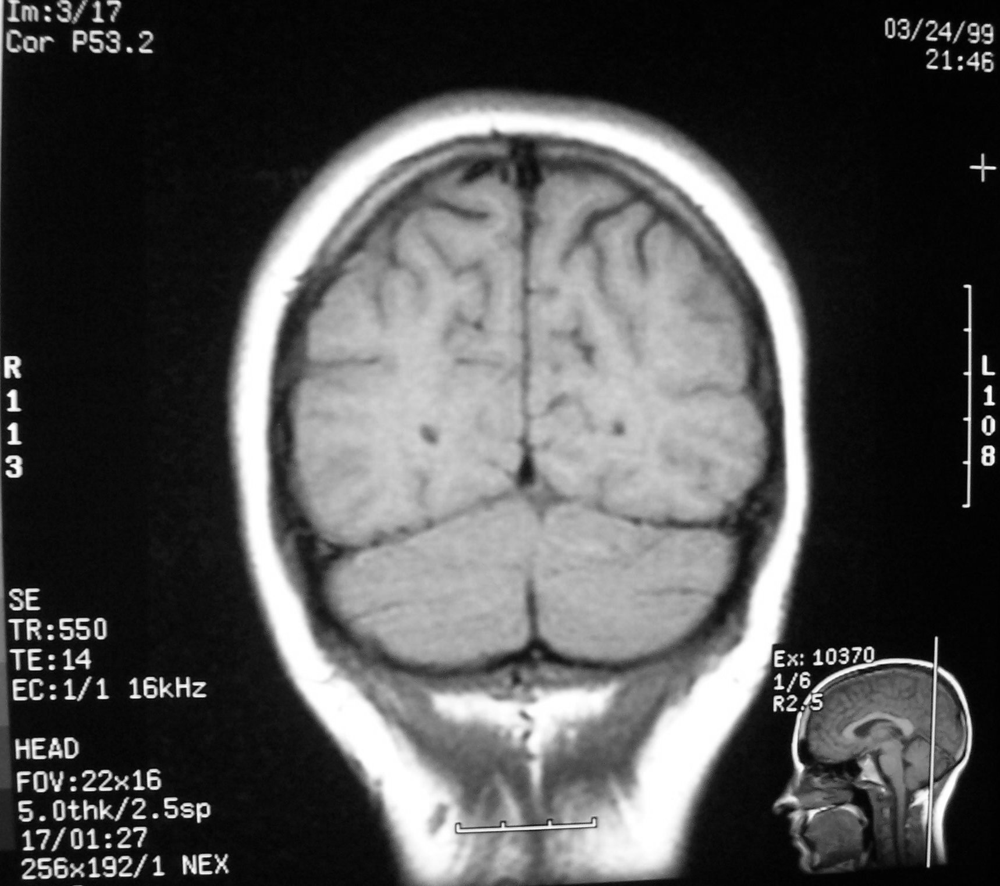 Im:3/17
Cor P53.2
03/24/99
21:46
R
1
1
3
L
1
0
8
SE
TR:550
TE:14
EC:1/1 16kHz
HEAD
FOV:22x16
5.0thk/2.5sp
17/01:27
256x192/1 NEX
Ex: 10370
1/6
R2.5